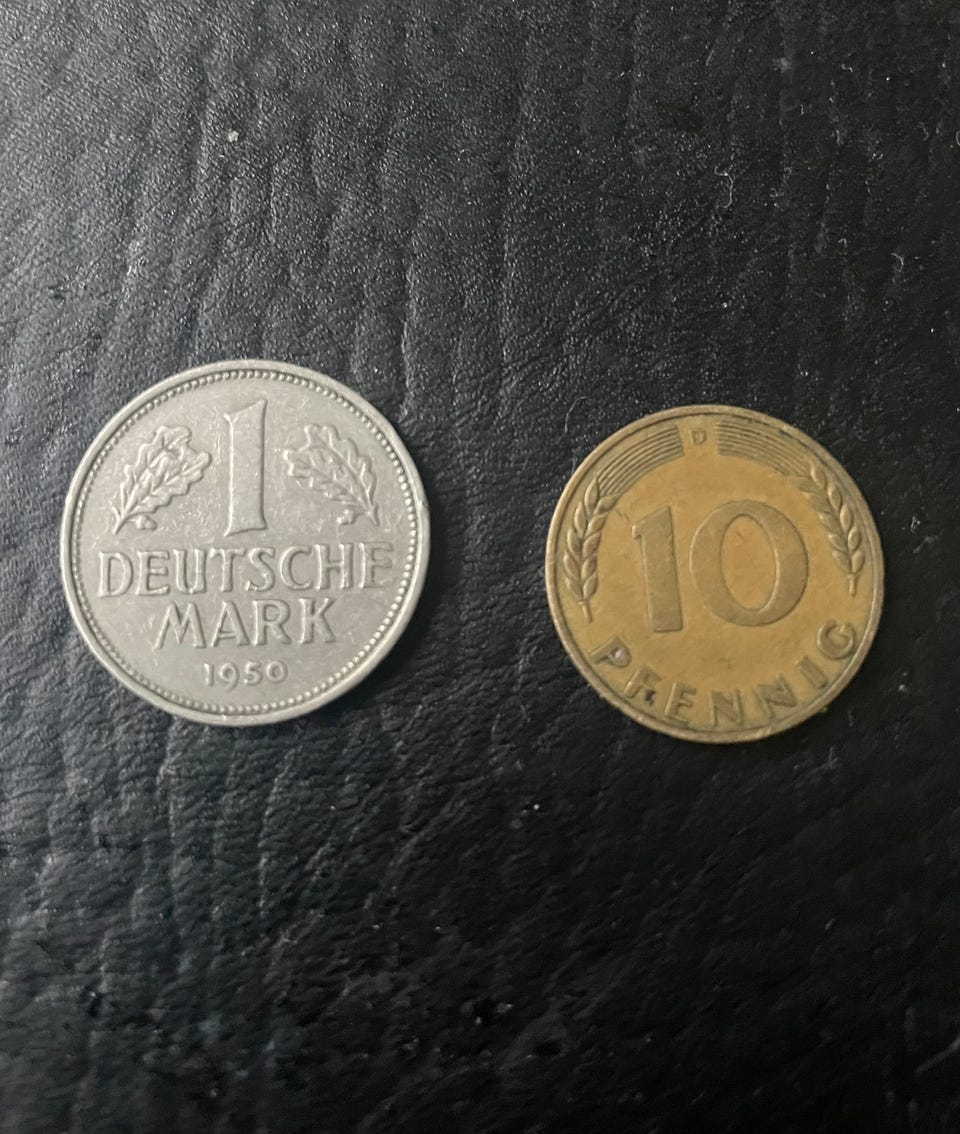 1
DEUTSCHE
MARK
1950
D
10
PFENNIG